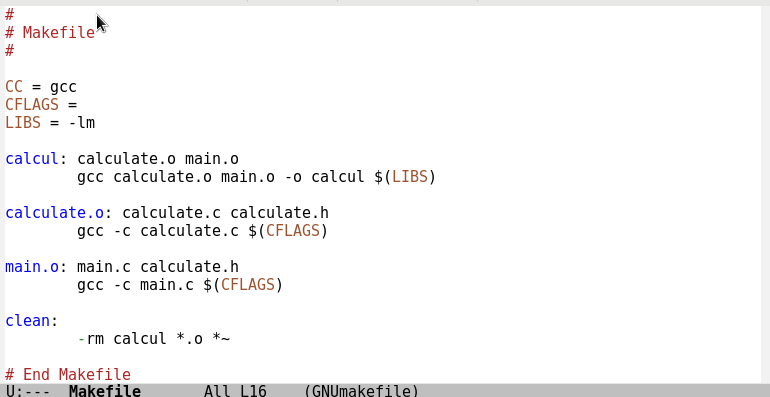 #
# Makefile
#
CC = gcc
CFLAGS =
LIBS = -lm
calcul: calculate.o main.o
gcc calculate.o main.o -o calcul $(LIBS)
calculate.o: calculate.c calculate.h
gcc -c calculate.c $(CFLAGS)
main.o: main.c calculate.h
gcc -c main.c $(CFLAGS)
clean:
-rm calcul *.o *~
# End Makefile
U:--- Makefile All L16 (GNUmakefile)